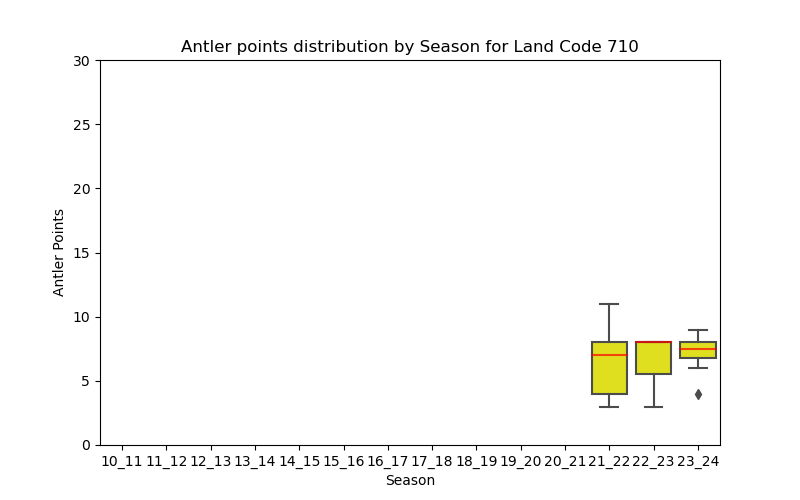 Antler points distribution by Season for Land Code 710
30
25
20
15
10
5
0
Antler Points
10_11 11_12 12_13 13_14 14_15 15_16 16_17 17_18 18_19 19_20 20_21 21_22 22_23 23_24
Season